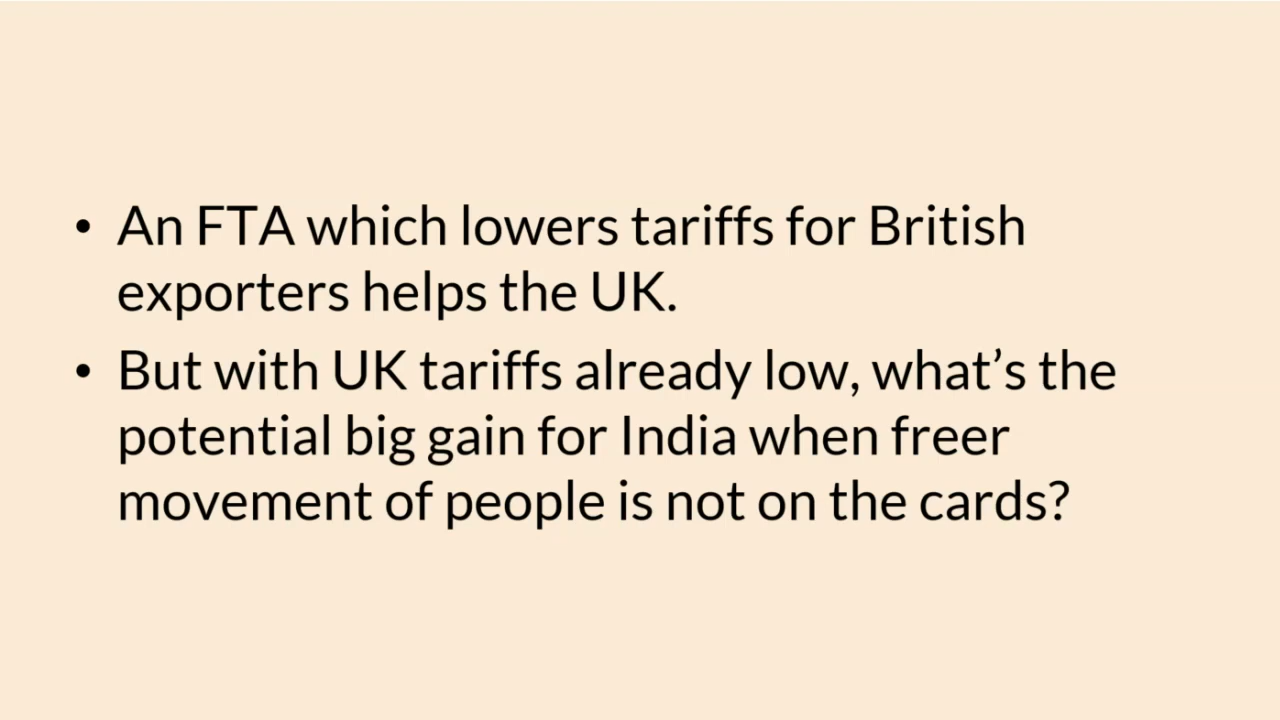 • An FTA which lowers tariffs for British
exporters helps the UK.
• But with UK tariffs already low, what’s the
potential big gain for India when freer
movement of people is not on the cards?